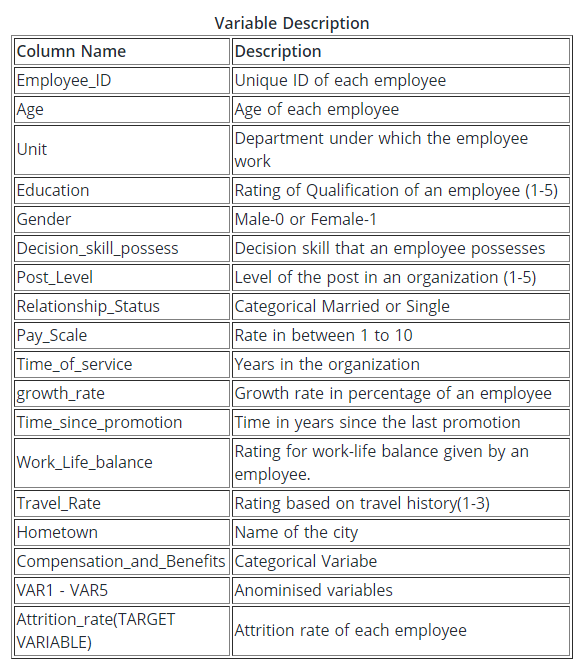 Variable Description
Column Name Description
Employee_ID Unique ID of each employee
Age Age of each employee
Unit Department under which the employee
work
Education Rating of Qualification of an employee (1-5)
Gender Male-0 or Female-1
Decision_skill_possess Decision skill that an employee possesses
Post_Level Level of the post in an organization (1-5)
Relationship_Status Categorical Married or Single
Pay_Scale Rate in between 1 to 10
Time_of_service Years in the organization
growth_rate Growth rate in percentage of an employee
Time_since_promotion Time in years since the last promotion
Work_Life_balance Rating for work-life balance given by an
employee.
Travel_Rate Rating based on travel history(1-3)
Hometown Name of the city
Compensation_and_Benefits Categorical Variabe
VAR1 - VAR5 Anominised variables
Attrition_rate(TARGET
VARIABLE) Attrition rate of each employee